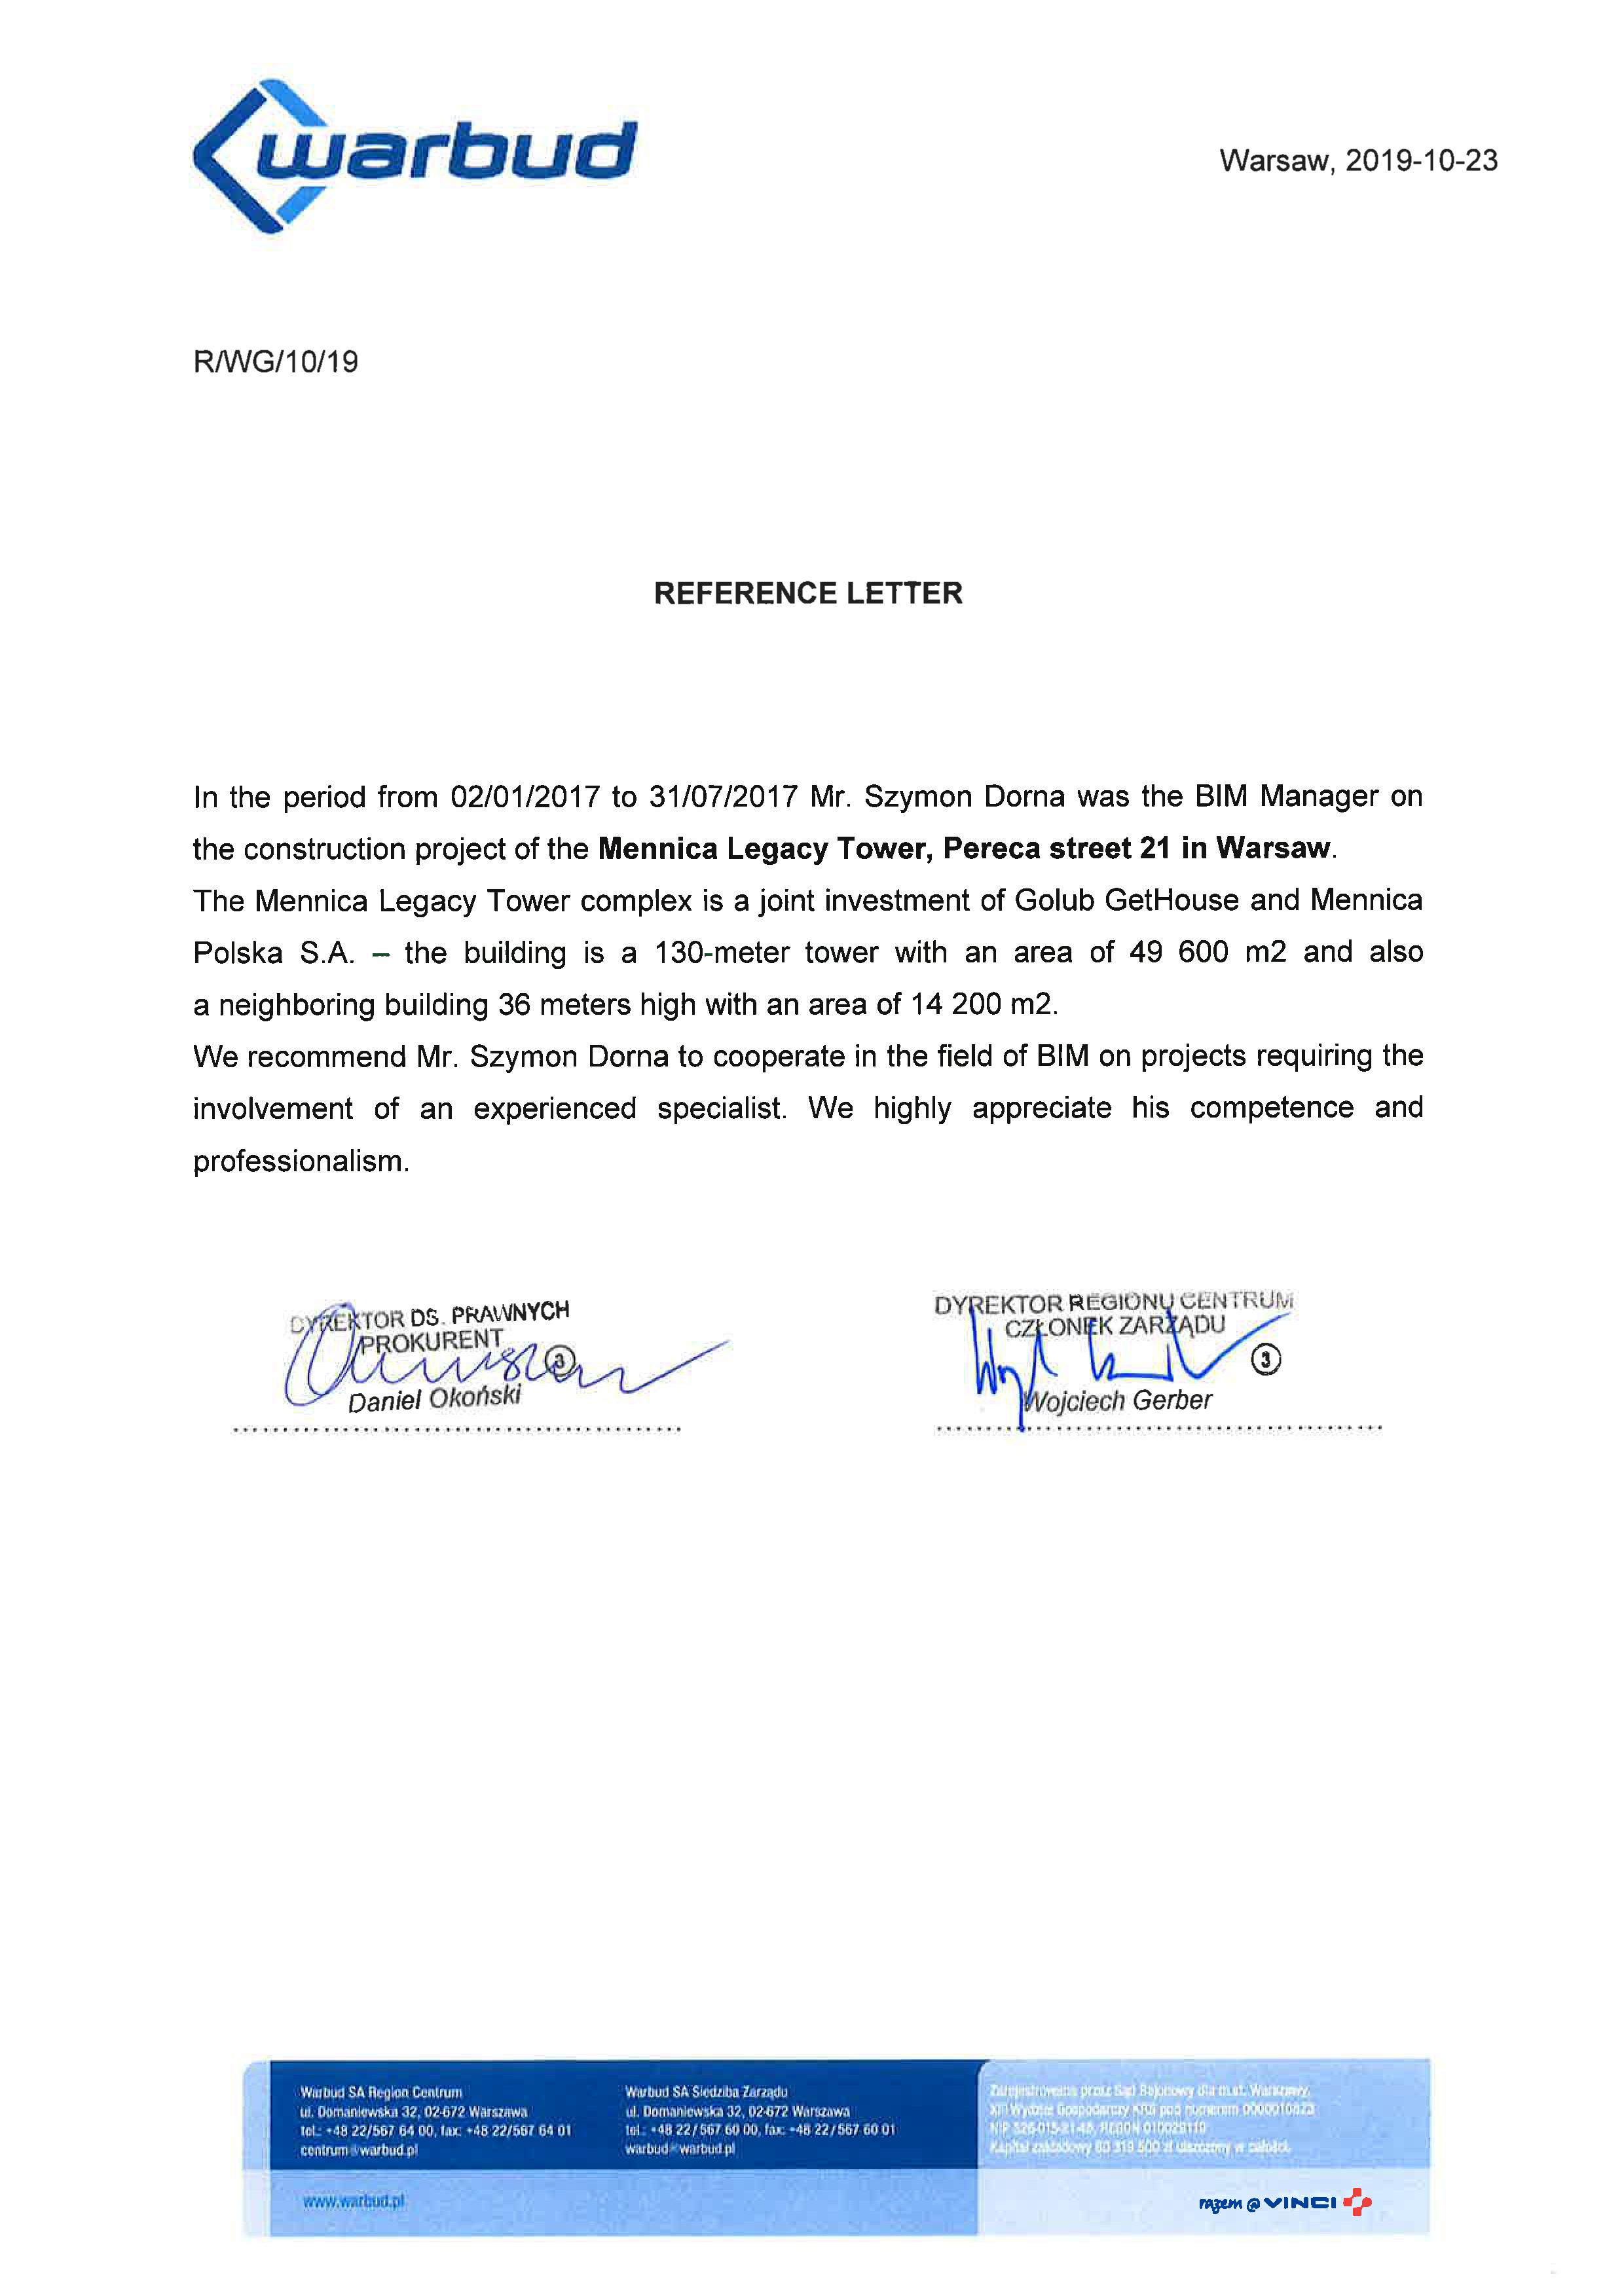 warbud
Warsaw, 2019-10-23
R/WG/10/19
REFERENCE LETTER
In the period from 02/01/2017 to 31/07/2017 Mr. Szymon Dorna was the BIM Manager on
the construction project of the Mennica Legacy Tower, Pereca street 21 in Warsaw.
The Mennica Legacy Tower complex is a joint investment of Golub GetHouse and Mennica
Polska S.A. – the building is a 130-meter tower with an area of 49 600 m2 and also
a neighboring building 36 meters high with an area of 14 200 m2.
We recommend Mr. Szymon Dorna to cooperate in the field of BIM on projects requiring the
involvement of an experienced specialist. We highly appreciate his competence and
professionalism.
DYREKTOR DS. PRAWNYCH
PROKURENT
3
Daniel Okoński
DYREKTOR REGIONU CENTRUM
CZŁONEK ZARZĄDU
3
Wojciech Gerber
Warbud SA Region Centrum
ul. Domaniewska 32, 02-672 Warszawa
tel.: +48 22/567 64 00, fax: +48 22/567 64 01
centrum@warbud.pl
Warbud SA Siedziba Zarządu
ul. Domaniewska 32, 02-672 Warszawa
tel.: +48 22/567 60 00, fax: +48 22/567 60 01
warbud@warbud.pl
Zarejestrowana przez Sąd Rejonowy dla m.st. Warszawy,
XIII Wydział Gospodarczy KRS pod numerem
NIP 526-015-21-48, REGON 010029110
Kapitał zakładowy 60 319 500 zł uiszczony w całości.
www.warbud.pl
razem @ VINCI